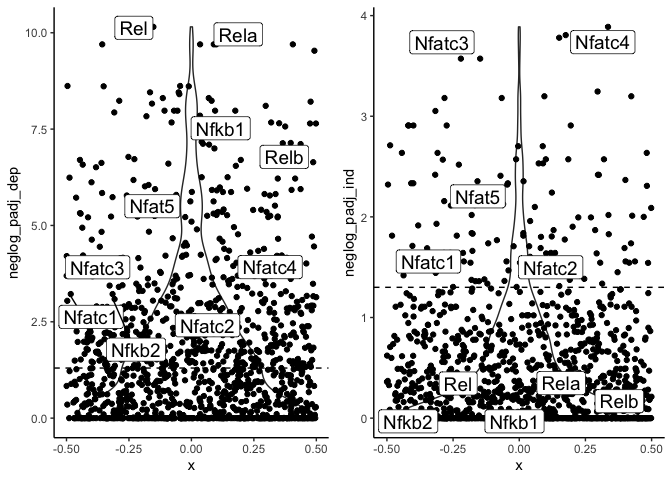 neglog_padj_dep
10.0
7.5
5.0
2.5
0.0
Rel
Rela
Nfkb1
Relb
Nfat5
Nfatc3
Nfatc4
Nfatc1
Nfatc2
Nfkb2
-0.50
-0.25
0.00
0.25
0.50
x
neglog_padj_ind
4
3
2
1
0
Nfatc3
Nfatc4
Nfat5
Nfatc1
Nfatc2
Rel
Rela
Relb
Nfkb2
Nfkb1
-0.50
-0.25
0.00
0.25
0.50
x